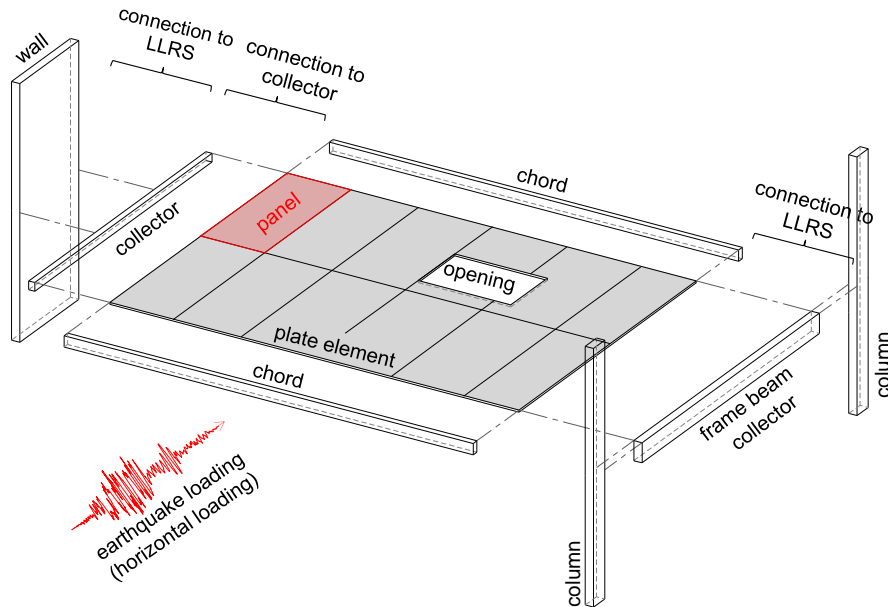 wall
connection to
LLRS
connection to
collector
chord
collector
panel
connection to
LLRS
opening
plate element
chord
column
frame beam
collector
earthquake loading
(horizontal loading)
column